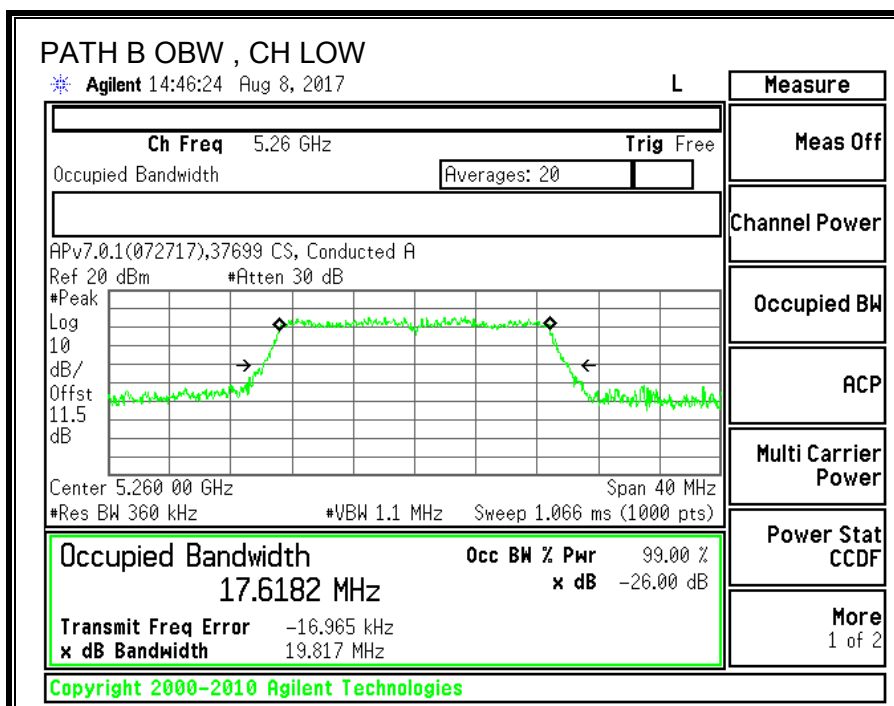 PATH B OBW , CH LOW
Agilent 14:46:24 Aug 8, 2017 L
Measure
Ch Freq 5.26 GHz Trig Free
Occupied Bandwidth Averages: 20
APv7.0.1(072717),37699 CS, Conducted A
Ref 20 dBm #Atten 30 dB
#Peak
Log
10
dB/
Offst
11.5
dB
Center 5.260 00 GHz Span 40 MHz
#Res BW 360 kHz #VBW 1.1 MHz Sweep 1.066 ms (1000 pts)
Occupied Bandwidth Occ BW % Pwr 99.00 %
17.6182 MHz x dB -26.00 dB
Transmit Freq Error -16.965 kHz
x dB Bandwidth 19.817 MHz
Meas Off
Channel Power
Occupied BW
ACP
Multi Carrier
Power
Power Stat
CCDF
More
1 of 2
Copyright 2000-2010 Agilent Technologies